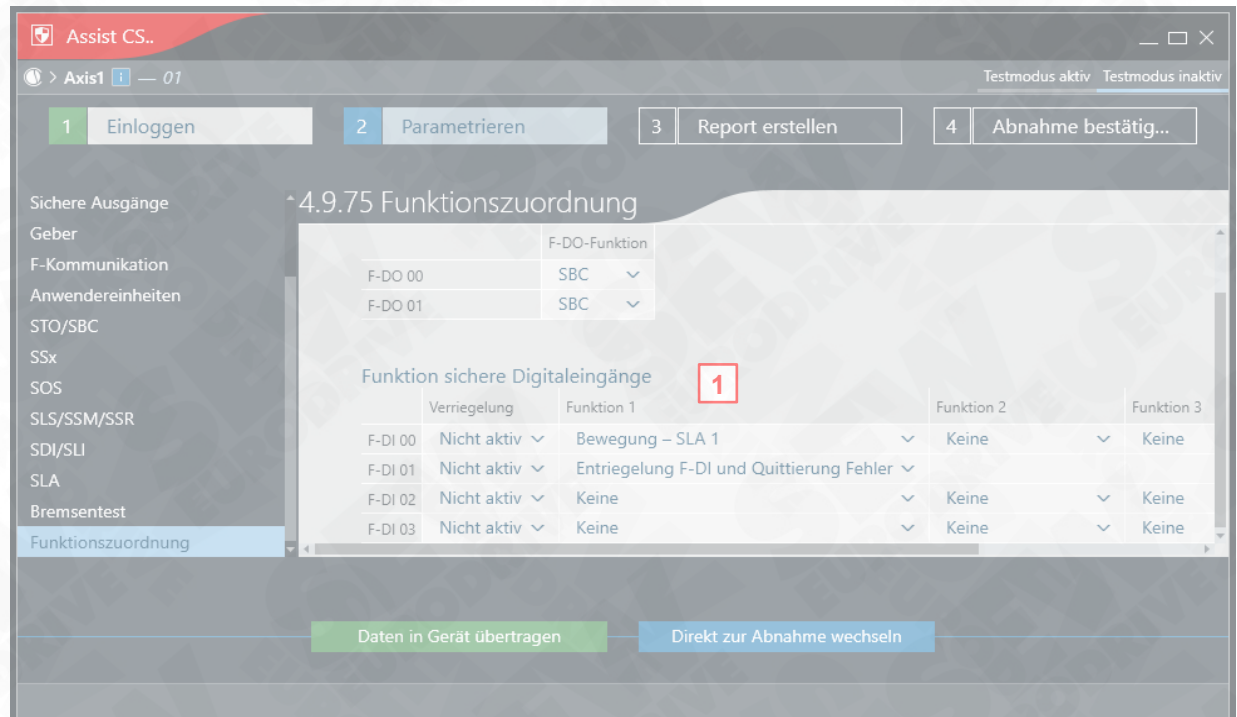 Assist CS..
> Axis1 i — 01
Testmodus aktiv Testmodus inaktiv
1 Einloggen
2 Parametrieren
3 Report erstellen
4 Abnahme bestätig...
Sichere Ausgänge
Geber
F-Kommunikation
Anwendereinheiten
STO/SBC
SSx
SOS
SLS/SSM/SSR
SDI/SLI
SLA
Bremsentest
Funktionszuordnung
4.9.75 Funktionszuordnung
F-DO-Funktion
F-DO 00 SBC
F-DO 01 SBC
Funktion sichere Digitaleingänge 1
Verriegelung Funktion 1 Funktion 2 Funktion 3
F-DI 00 Nicht aktiv Bewegung – SLA 1 Keine Keine
F-DI 01 Nicht aktiv Entriegelung F-DI und Quittierung Fehler
F-DI 02 Nicht aktiv Keine Keine Keine
F-DI 03 Nicht aktiv Keine Keine Keine
Daten in Gerät übertragen
Direkt zur Abnahme wechseln